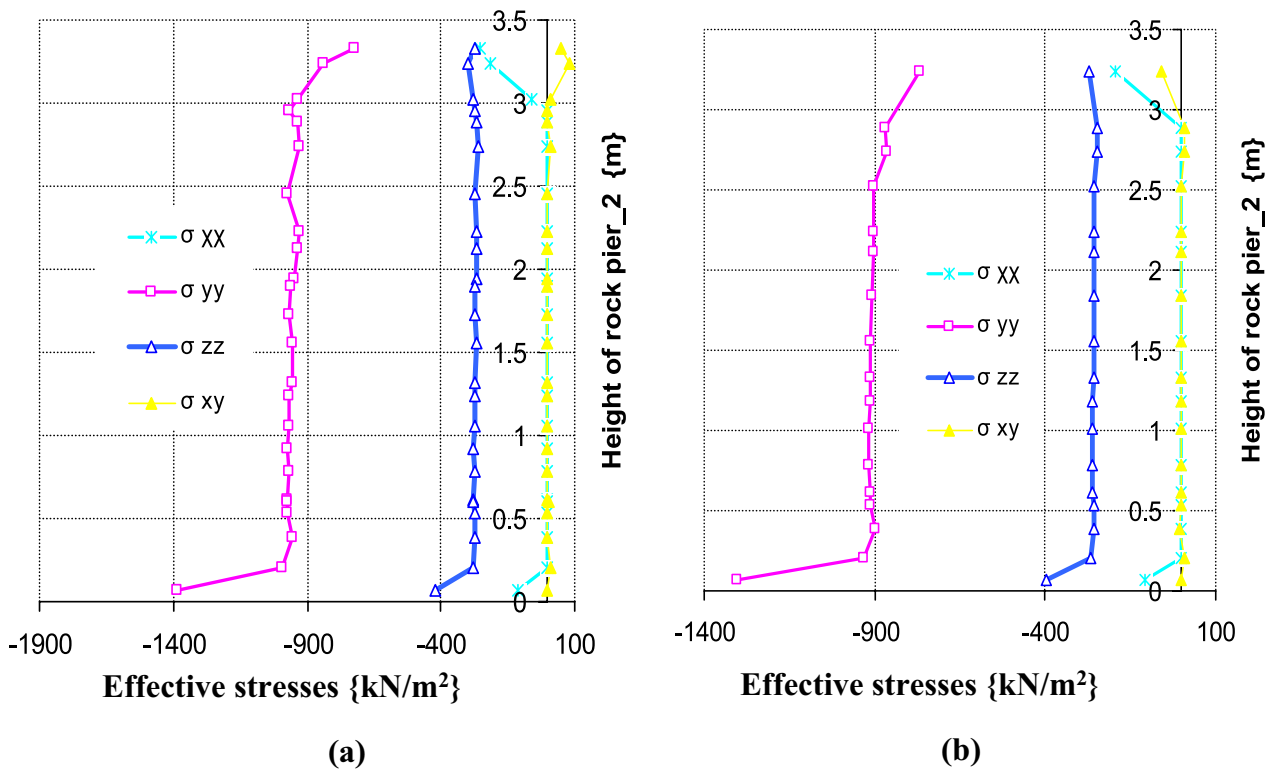 3.5
3
2.5
2
1.5
1
0.5
0
-1900 -1400 -900 -400 100
Height of rock pier_2 {m}
σ χχ
σ yy
σ zz
σ xy
Effective stresses {kN/m²}
(a)
3.5
3
2.5
2
1.5
1
0.5
0
-1400 -900 -400 100
Height of rock pier_2 {m}
σ χχ
σ yy
σ zz
σ xy
Effective stresses {kN/m²}
(b)